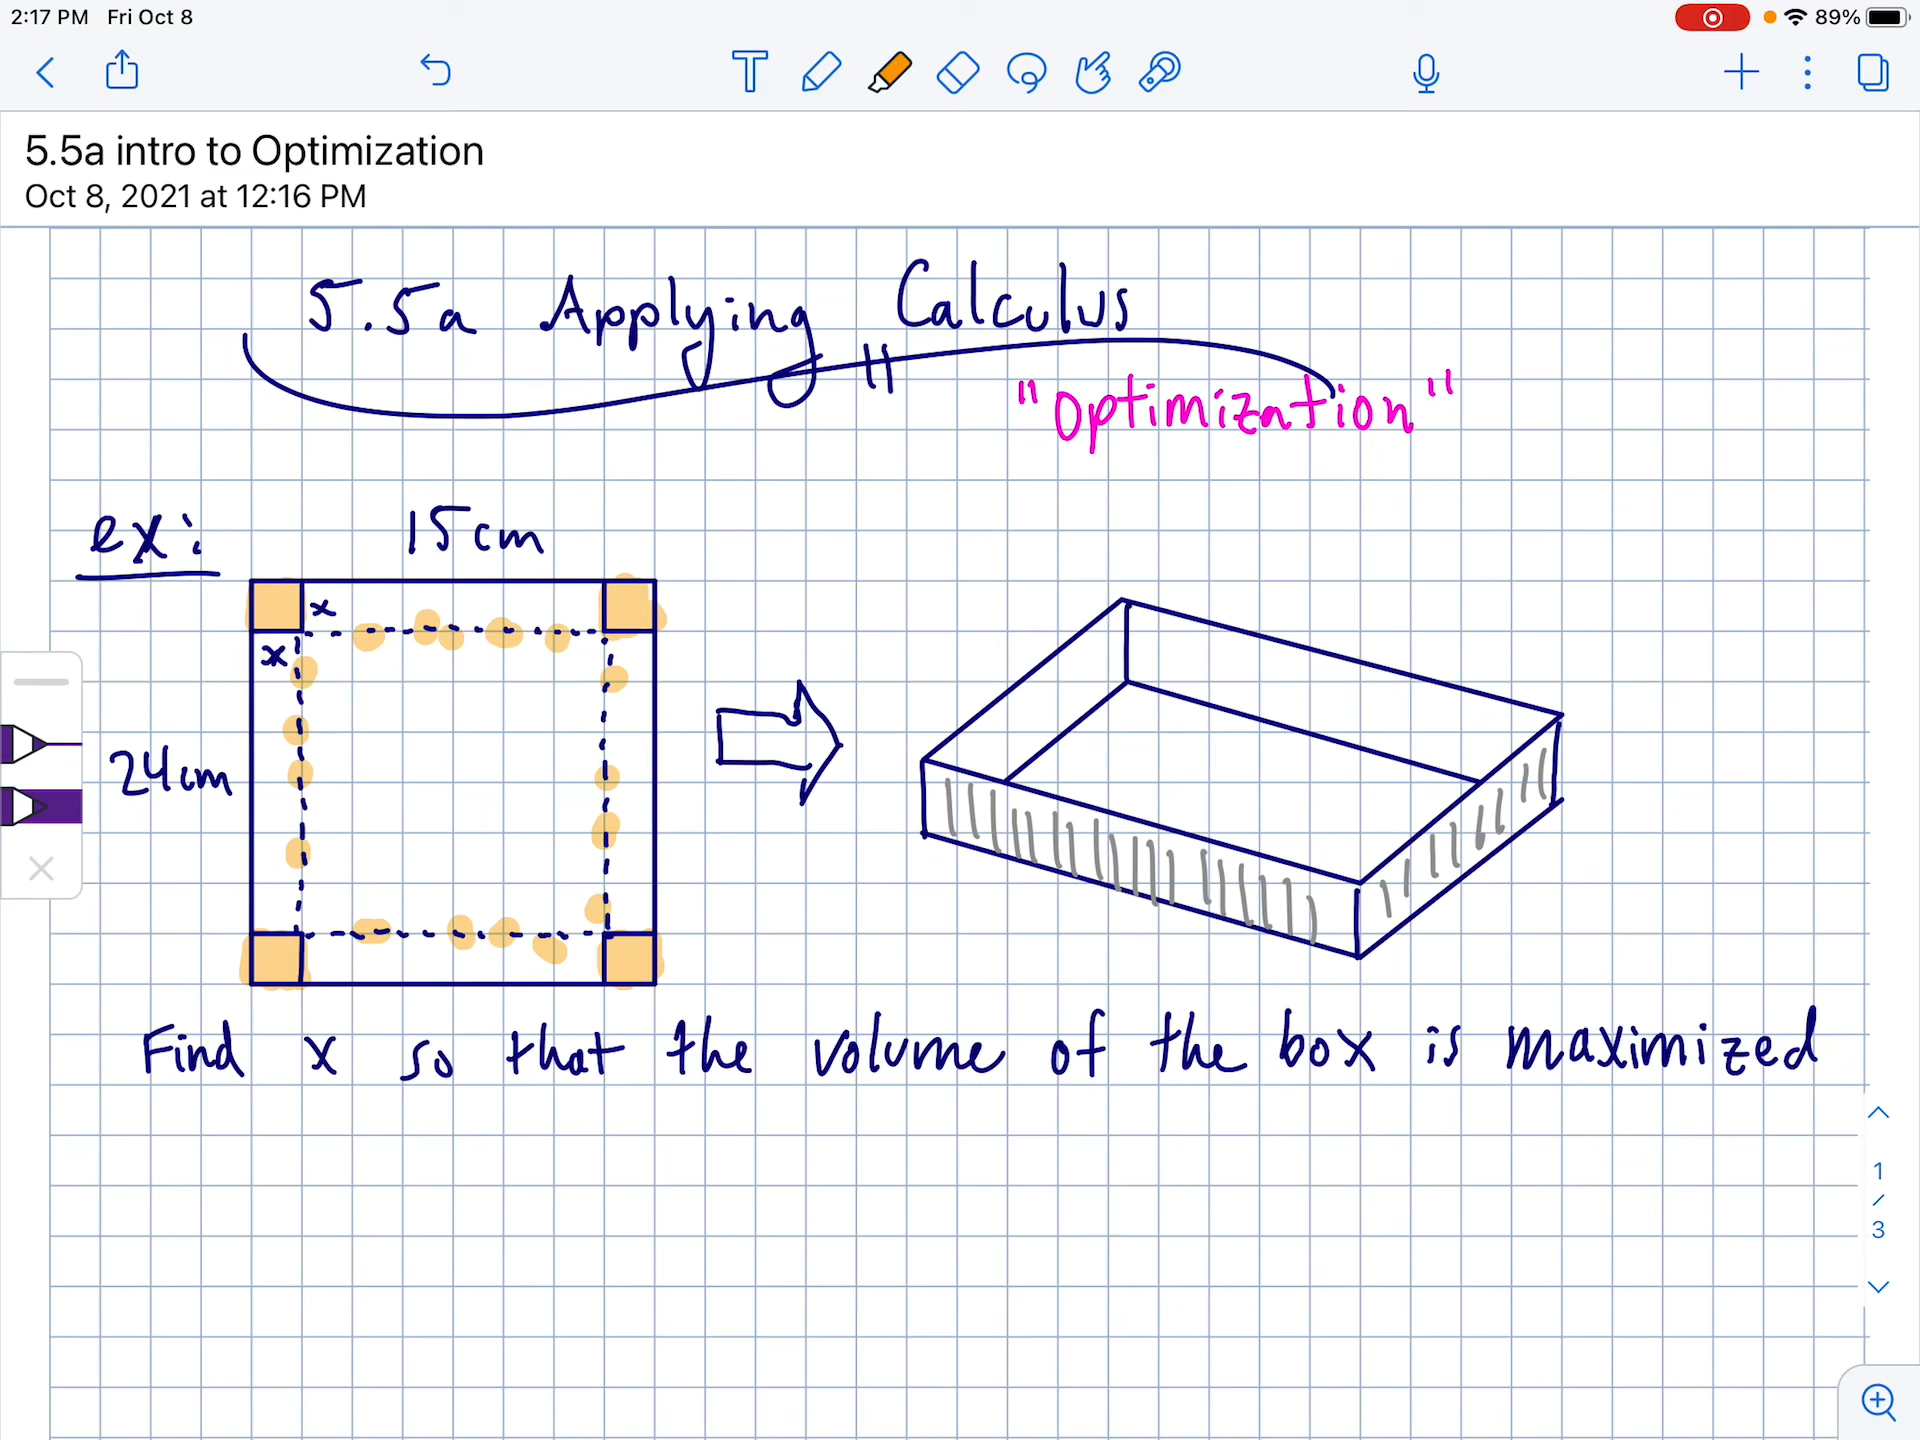 2:17 PM Fri Oct 8
89%
5.5a intro to Optimization
Oct 8, 2021 at 12:16 PM
5.5a Applying Calculus
"Optimization"
ex:
15cm
x
x
24cm
Find x so that the volume of the box is maximized
1
/
3